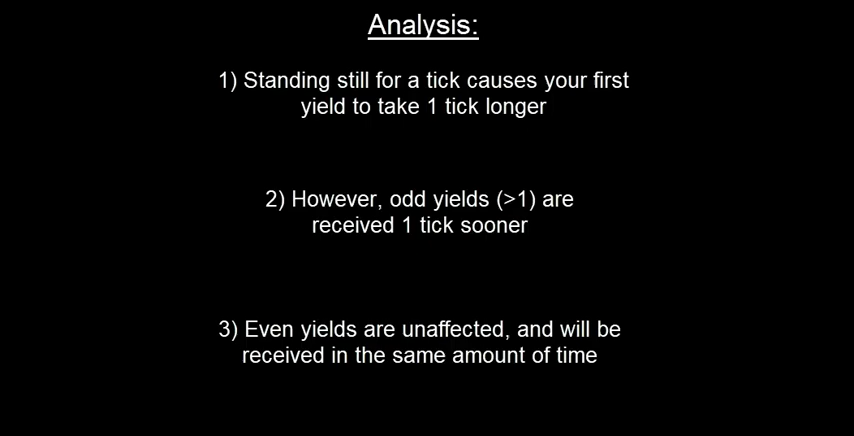 Analysis:
1) Standing still for a tick causes your first
yield to take 1 tick longer
2) However, odd yields (>1) are
received 1 tick sooner
3) Even yields are unaffected, and will be
received in the same amount of time